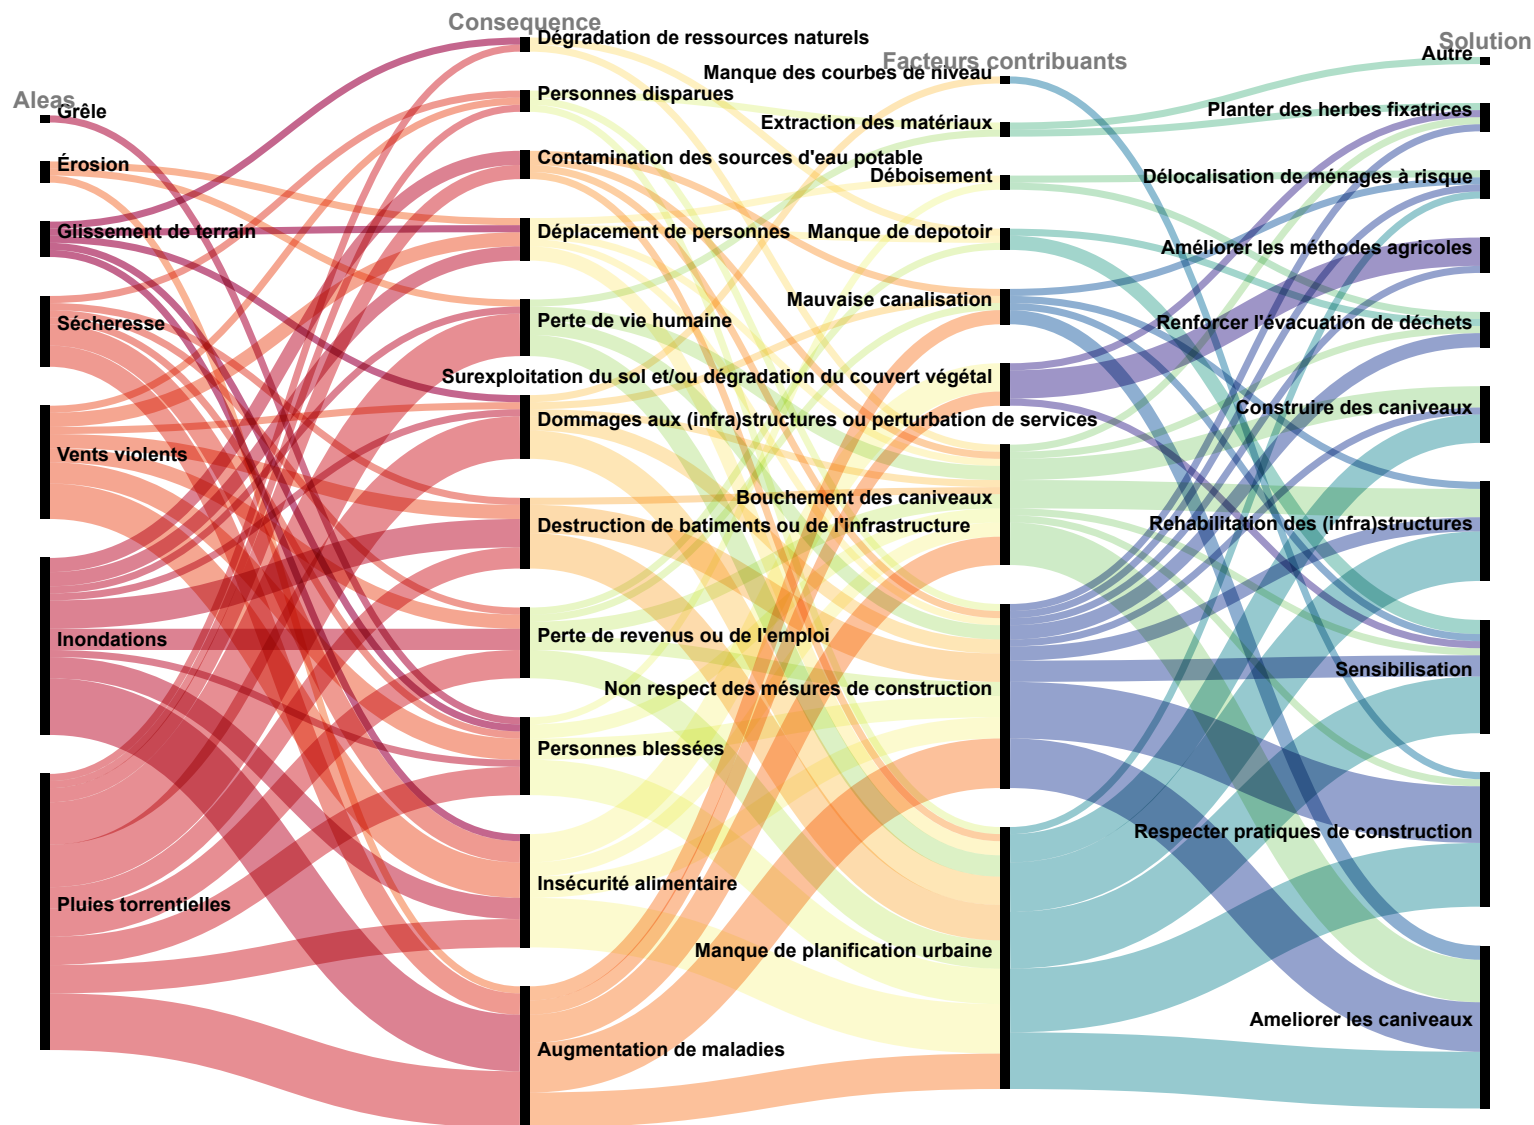 Aleas
Grêle
Érosion
Glissement de terrain
Sécheresse
Vents violents
Inondations
Pluies torrentielles
Consequence
Dégradation de ressources naturels
Personnes disparues
Contamination des sources d'eau potable
Déplacement de personnes
Perte de vie humaine
Dommages aux (infra)structures ou perturbation de services
Destruction de batiments ou de l'infrastructure
Perte de revenus ou de l'emploi
Personnes blessées
Insécurité alimentaire
Augmentation de maladies
Facteurs contribuants
Manque des courbes de niveau
Extraction des matériaux
Déboisement
Manque de depotoir
Mauvaise canalisation
Surexploitation du sol et/ou dégradation du couvert végétal
Bouchement des caniveaux
Non respect des mésures de construction
Manque de planification urbaine
Solution
Autre
Planter des herbes fixatrices
Délocalisation de ménages à risque
Améliorer les méthodes agricoles
Renforcer l'évacuation de déchets
Construire des caniveaux
Rehabilitation des (infra)structures
Sensibilisation
Respecter pratiques de construction
Ameliorer les caniveaux